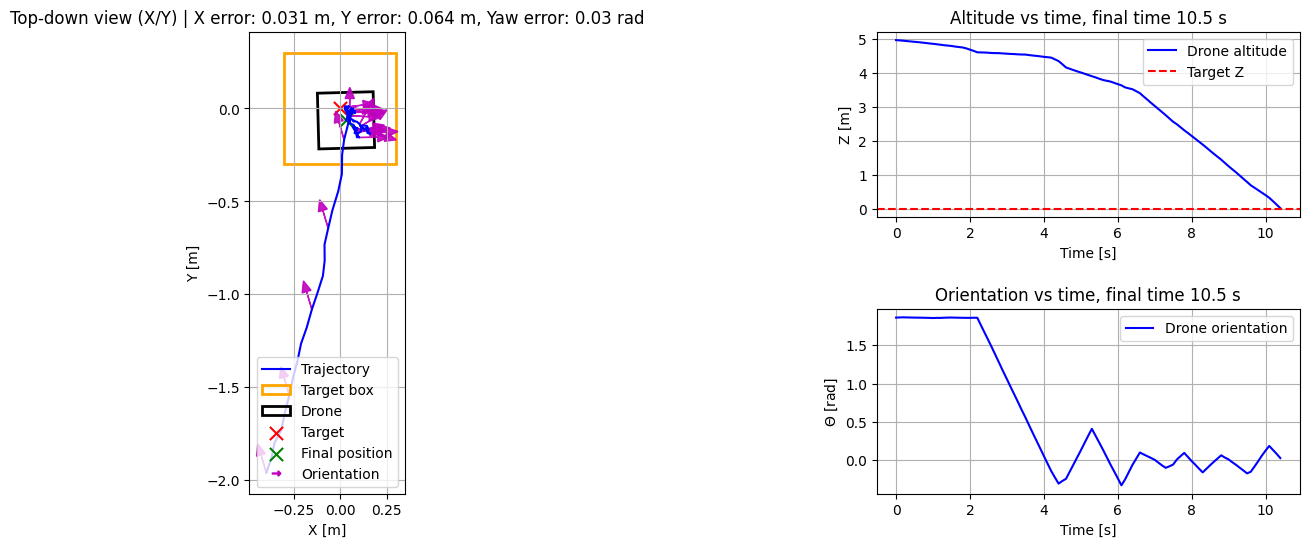 Top-down view (X/Y) | X error: 0.031 m, Y error: 0.064 m, Yaw error: 0.03 rad
Y [m]
0.0
−0.5
−1.0
−1.5
−2.0
Trajectory
Target box
Drone
Target
Final position
Orientation
−0.25
0.00
0.25
X [m]
Altitude vs time, final time 10.5 s
Z [m]
5
4
3
2
1
0
Drone altitude
Target Z
0
2
4
6
8
10
Time [s]
Orientation vs time, final time 10.5 s
Θ [rad]
1.5
1.0
0.5
0.0
Drone orientation
0
2
4
6
8
10
Time [s]